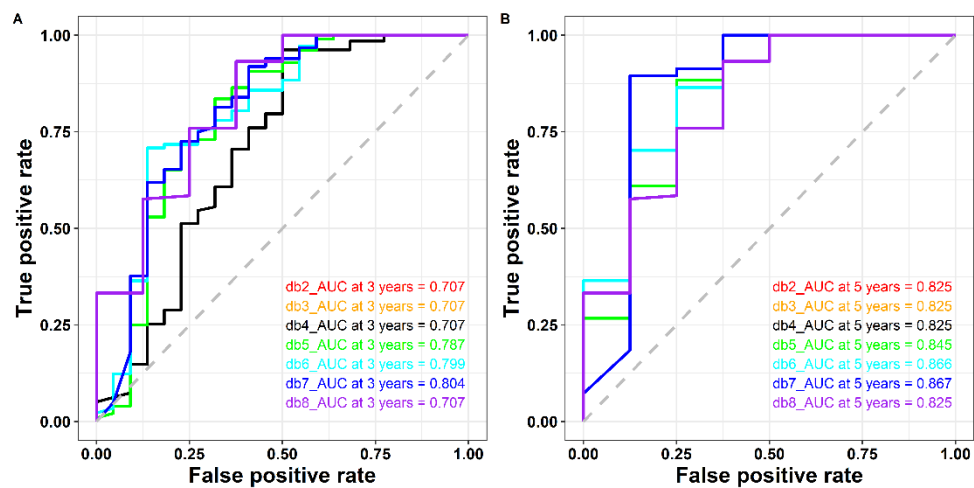 A
True positive rate
1.00
0.75
0.50
0.25
0.00
db2_AUC at 3 years = 0.707
db3_AUC at 3 years = 0.707
db4_AUC at 3 years = 0.707
db5_AUC at 3 years = 0.787
db6_AUC at 3 years = 0.799
db7_AUC at 3 years = 0.804
db8_AUC at 3 years = 0.707
0.00 0.25 0.50 0.75 1.00
False positive rate
B
True positive rate
1.00
0.75
0.50
0.25
0.00
db2_AUC at 5 years = 0.825
db3_AUC at 5 years = 0.825
db4_AUC at 5 years = 0.825
db5_AUC at 5 years = 0.845
db6_AUC at 5 years = 0.866
db7_AUC at 5 years = 0.867
db8_AUC at 5 years = 0.825
0.00 0.25 0.50 0.75 1.00
False positive rate